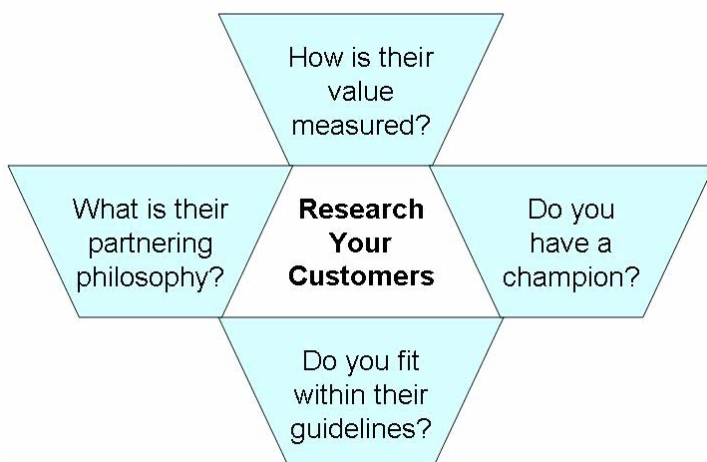 How is their
value
measured?
What is their
partnering
philosophy?
Research
Your
Customers
Do you
have a
champion?
Do you fit
within their
guidelines?